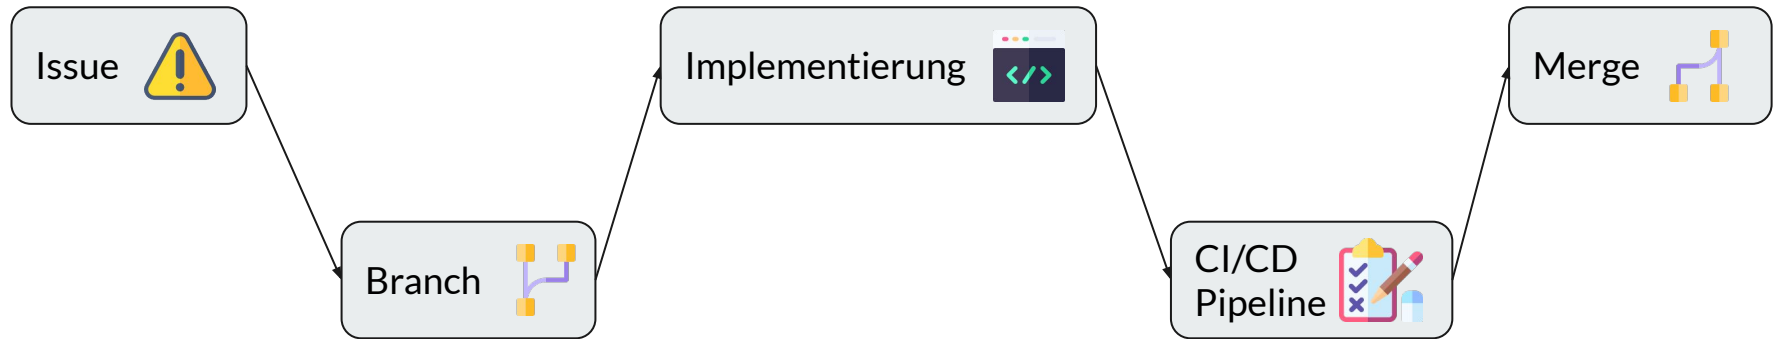 Issue
Branch
Implementierung
CI/CD
Pipeline
Merge